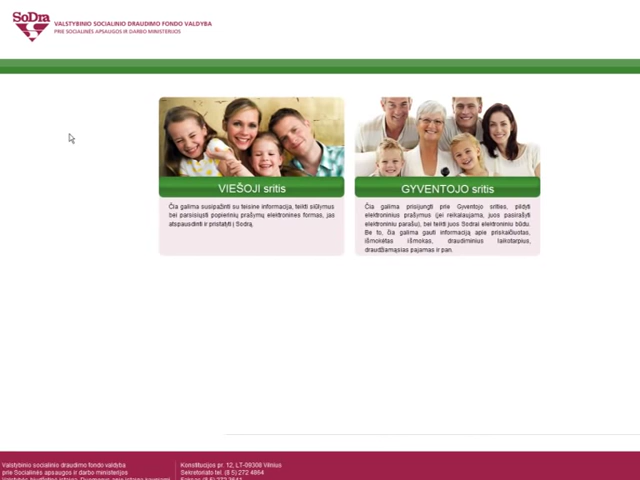 SoDra
VALSTYBINIO SOCIALINIO DRAUDIMO FONDO VALDYBA
PRIE SOCIALINĖS APSAUGOS IR DARBO MINISTERIJOS
VIEŠOJI sritis
Čia galima susipažinti su teisine informacija, teikti siūlymus
bei parsisiųsti popierinių prašymų elektronines formas, jas
atspausdinti ir pristatyti į Sodrą.
GYVENTOJO sritis
Čia galima prisijungti prie Gyventojo srities, pildyti
elektroninius prašymus (jei reikalaujama, juos pasirašyti
elektroniniu parašu), bei teikti juos Sodrai elektroniniu būdu.
Be to, čia galima gauti informaciją apie priskaičiuotas,
išmokėtas išmokas, draudiminius laikotarpius,
draudžiamąsias pajamas ir pan.
Valstybinio socialinio draudimo fondo valdyba
prie Socialinės apsaugos ir darbo ministerijos
Konstitucijos pr. 12, LT-09308 Vilnius
Sekretoriato tel. (8 5) 272 4864